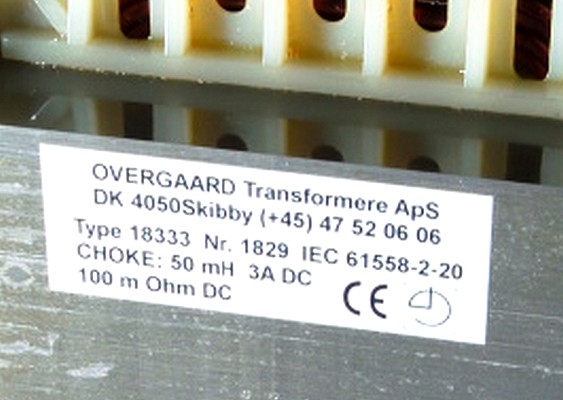 OVERGAARD Transformere ApS
DK 4050Skibby (+45) 47 52 06 06
Type 18333 Nr. 1829 IEC 61558-2-20
CHOKE: 50 mH 3A DC
100 m Ohm DC
CE